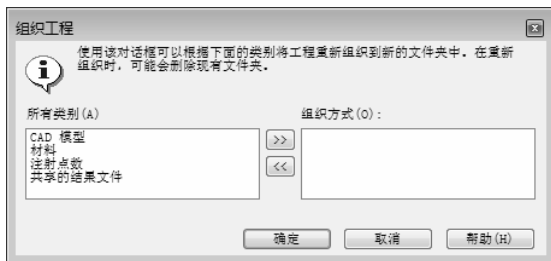 组织工程
使用该对话框可以根据下面的类别将工程重新组织到新的文件夹中. 在重新
组织时, 可能会删除现有文件夹.
所有类别(A)
组织方式(O):
CAD 模型
材料
注射点数
共享的结果文件
>>
<<
确定
取消
帮助(H)